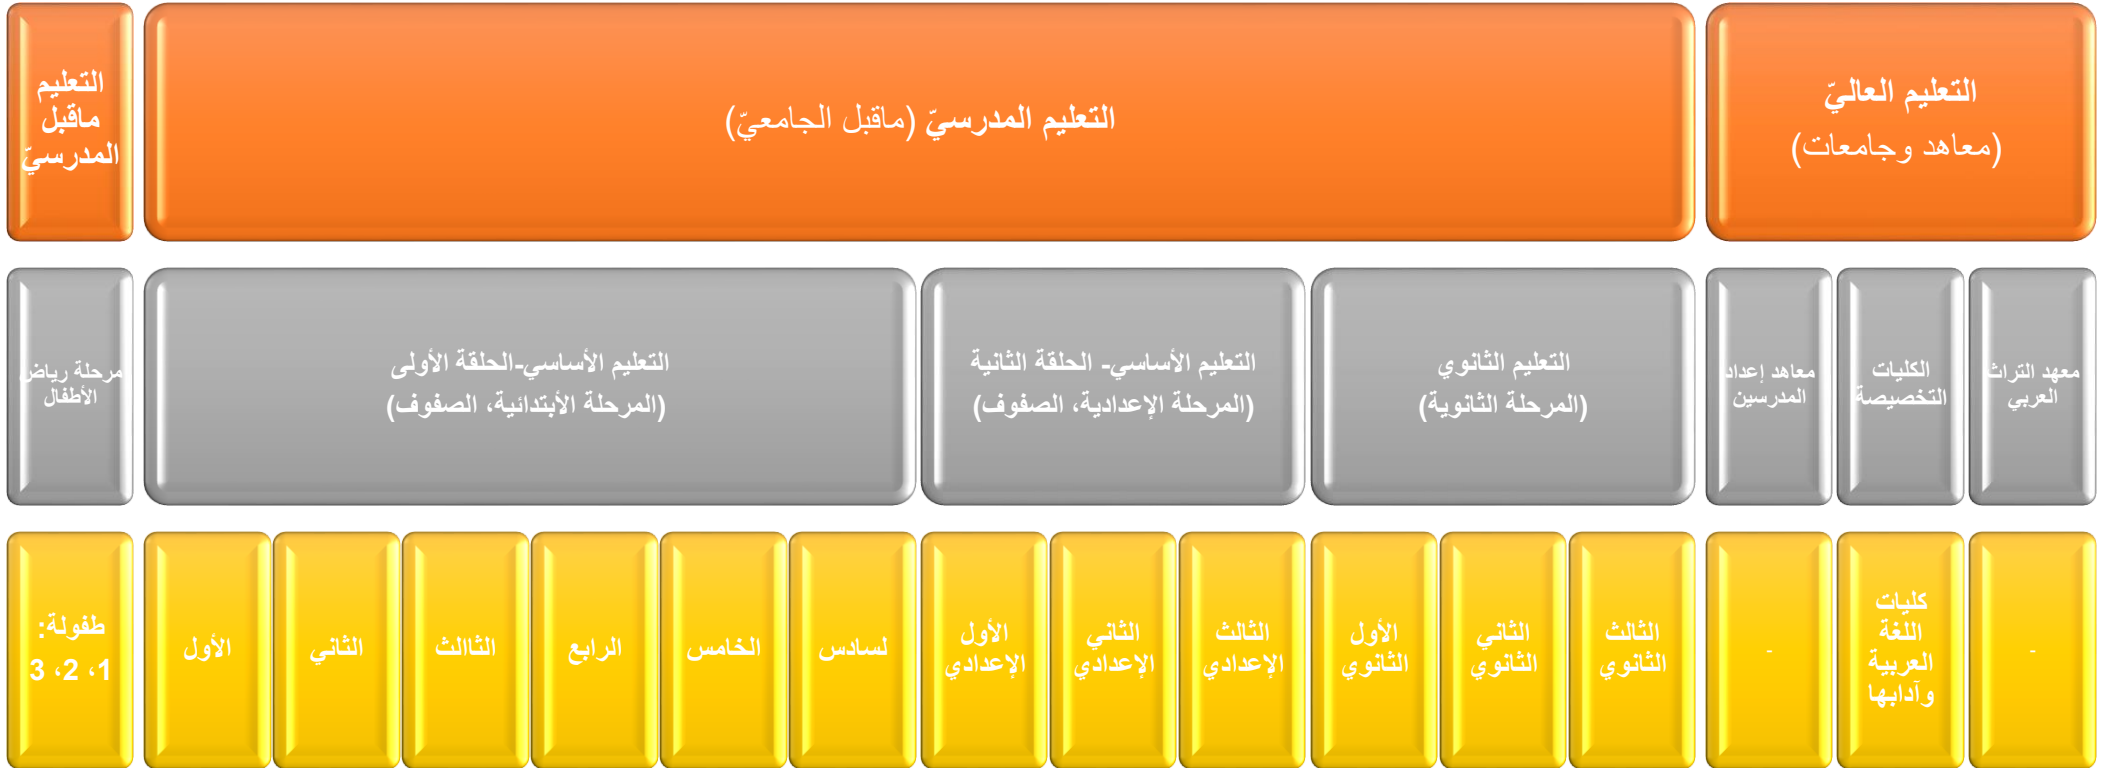 التعليم
ماقبل
المدرسيّ
التعليم المدرسيّ (ماقبل الجامعيّ)
التعليم العاليّ
(معاهد وجامعات)
مرحلة رياض
الأطفال
التعليم الأساسي-الحلقة الأولى
(المرحلة الأبتدائية، الصفوف)
التعليم الأساسي- الحلقة الثانية
(المرحلة الإعدادية، الصفوف)
التعليم الثانوي
(المرحلة الثانوية)
معاهد إعداد
المدرسين
الكليات
التخصيصة
معهد التراث
العربي
طفولة:
1، 2، 3
الأول
الثاني
الثاالث
الرابع
الخامس
لسادس
الأول
الإعدادي
الثاني
الإعدادي
الثالث
الإعدادي
الأول
الثانوي
الثاني
الثانوي
الثالث
الثانوي
-
كليات
اللغة
العربية
وآدابها
-